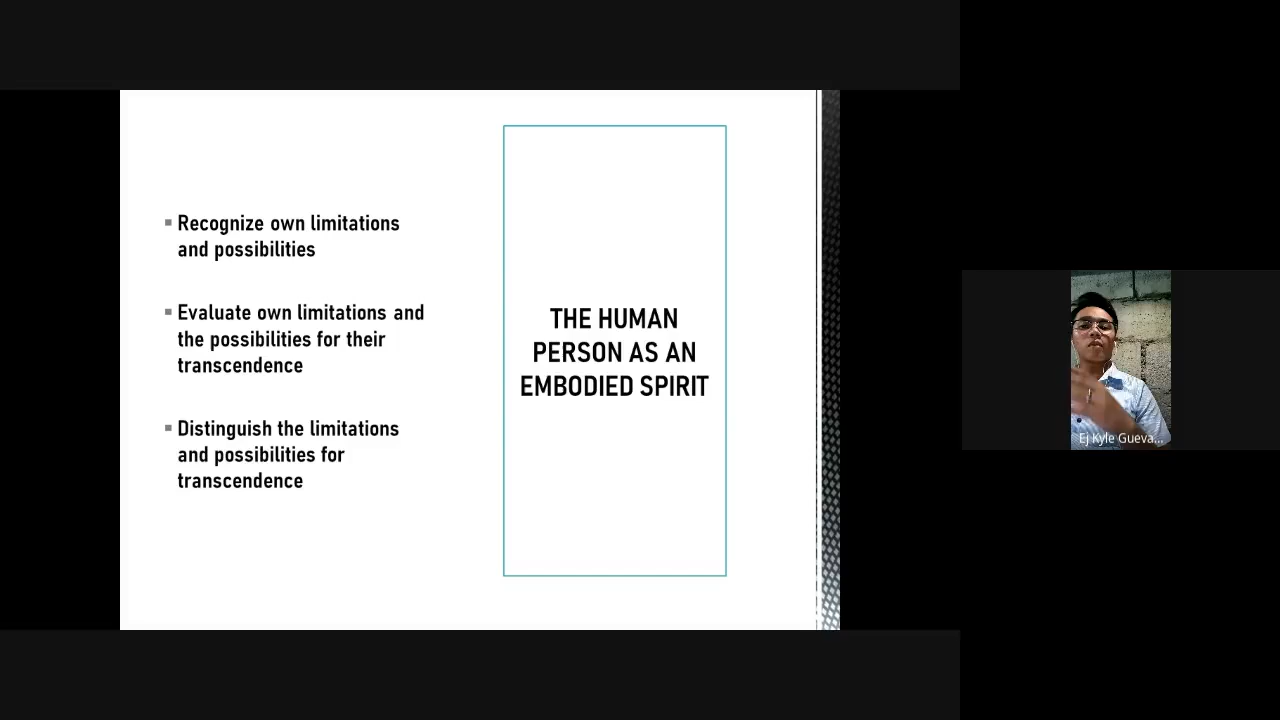 Recognize own limitations
and possibilities
Evaluate own limitations and
the possibilities for their
transcendence
Distinguish the limitations
and possibilities for
transcendence
THE HUMAN
PERSON AS AN
EMBODIED SPIRIT
Ej Kyle Gueva...